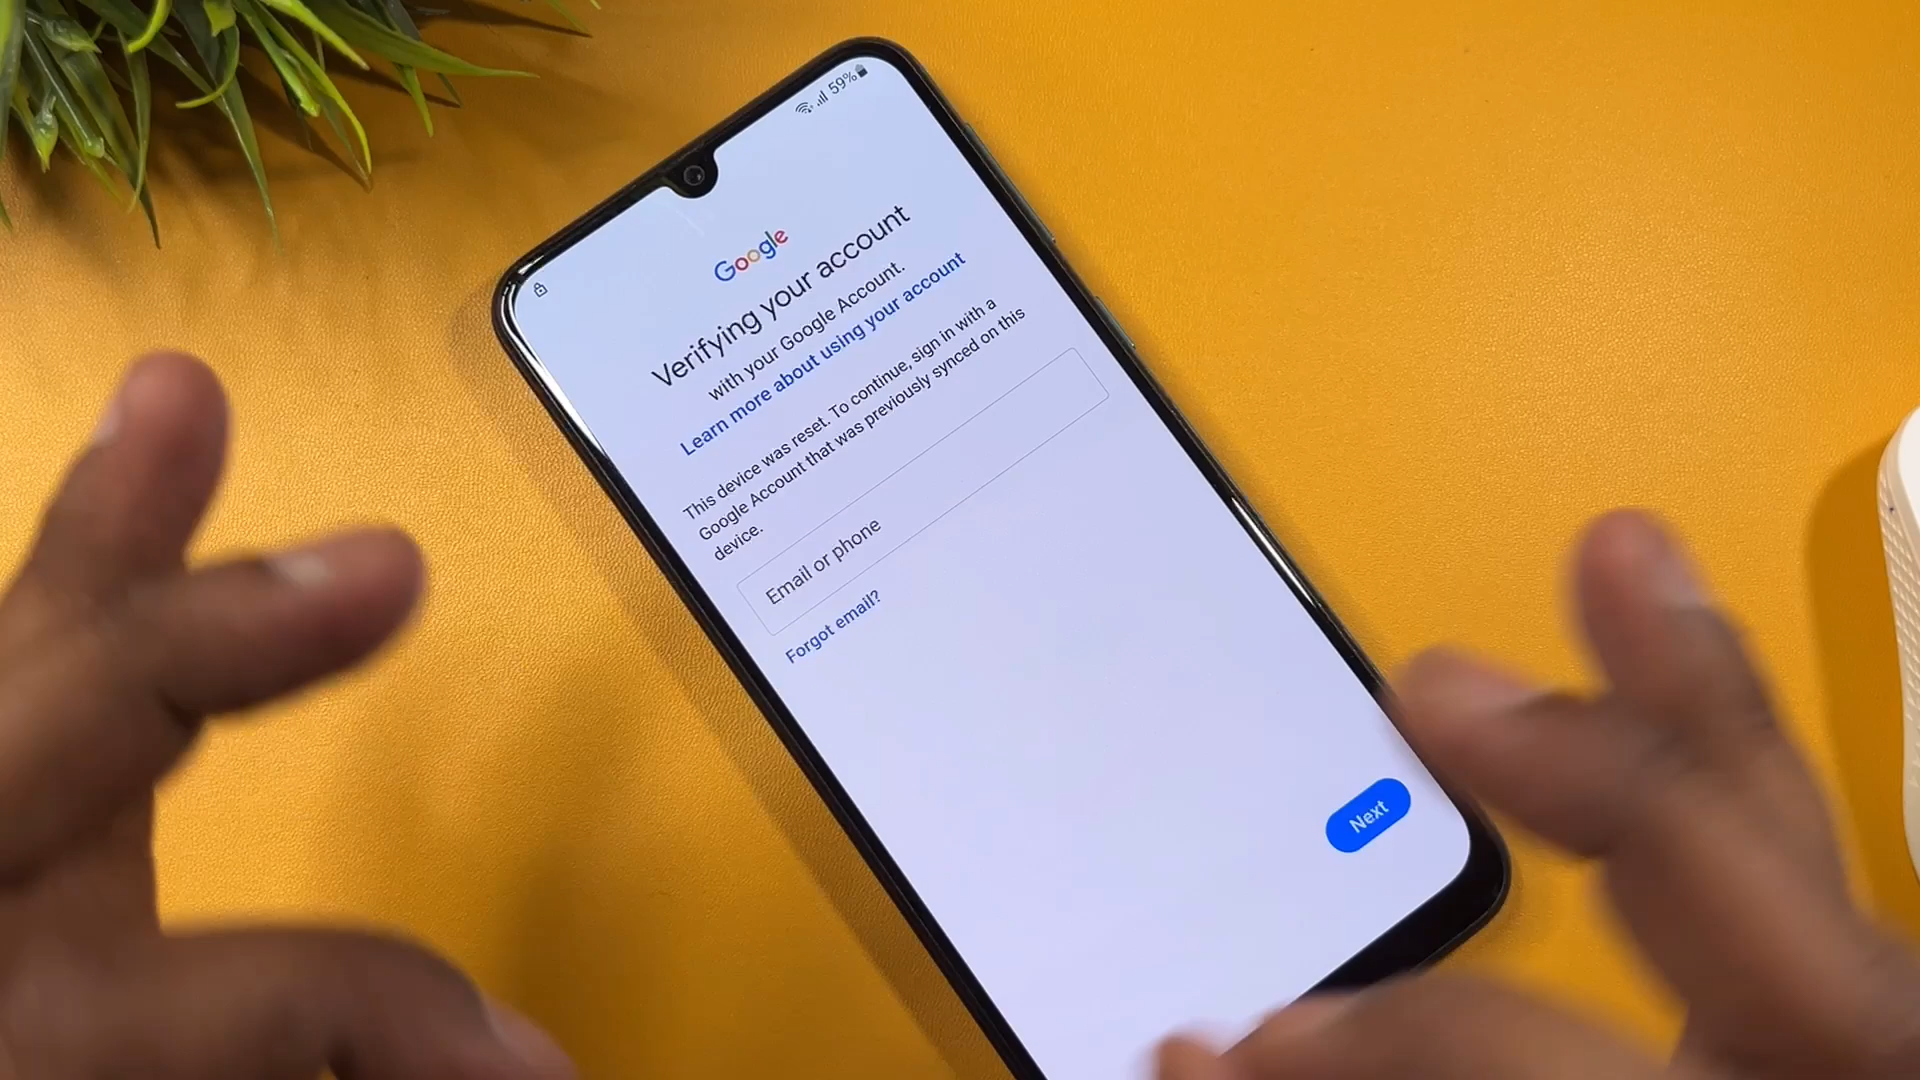 59%
Google
Verifying your account
with your Google Account.
Learn more about using your account
This device was reset. To continue, sign in with a
Google Account that was previously synced on this
device.
Email or phone
Forgot email?
Next